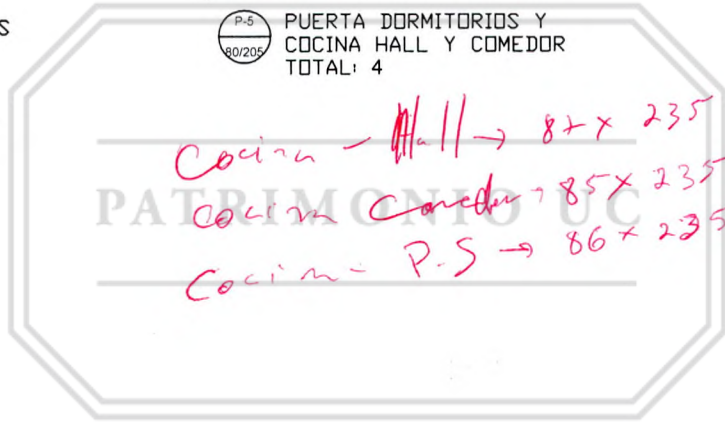 S
P-5
80/205
PUERTA DORMITORIOS Y
COCINA HALL Y COMEDOR
TOTAL: 4
Cocina - Hall → x 235
PATRIMONIO UC
Cocina Comedor → 85 x 235
Cocina - P-S → 86 x 235